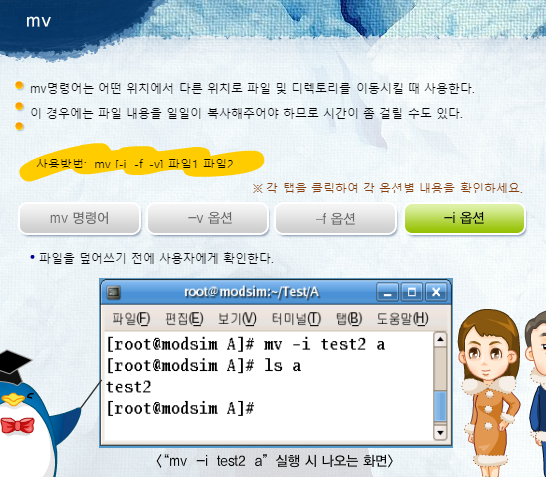 mv
mv명령어는 어떤 위치에서 다른 위치로 파일 및 디렉토리를 이동시킬 때 사용한다.
이 경우에는 파일 내용을 일일이 복사해주어야 하므로 시간이 좀 걸릴 수도 있다.
사용방법: mv [-i -f -v] 파일1 파일2
※ 각 탭을 클릭하여 각 옵션별 내용을 확인하세요.
mv 명령어 -v 옵션 -f 옵션 -i 옵션
• 파일을 덮어쓰기 전에 사용자에게 확인한다.
root@modsim:~/Test/A
파일(F) 편집(E) 보기(V) 터미널(T) 탭(B) 도움말(H)
[root@modsim A]# mv -i test2 a
[root@modsim A]# ls a
test2
[root@modsim A]#
<“mv -i test2 a” 실행 시 나오는 화면>